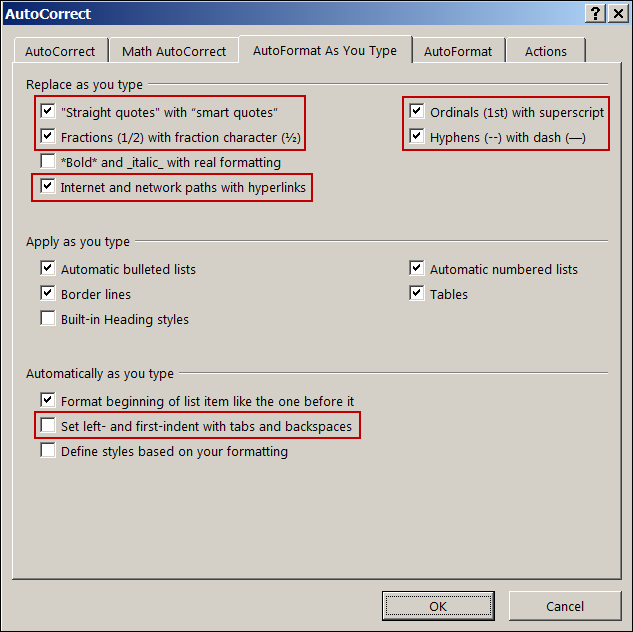 AutoCorrect
AutoCorrect Math AutoCorrect AutoFormat As You Type AutoFormat Actions
Replace as you type
"Straight quotes" with “smart quotes” Ordinals (1st) with superscript
Fractions (1/2) with fraction character (½) Hyphens (--) with dash (—)
*Bold* and _italic_ with real formatting
Internet and network paths with hyperlinks
Apply as you type
Automatic bulleted lists Automatic numbered lists
Border lines Tables
Built-in Heading styles
Automatically as you type
Format beginning of list item like the one before it
Set left- and first-indent with tabs and backspaces
Define styles based on your formatting
OK Cancel